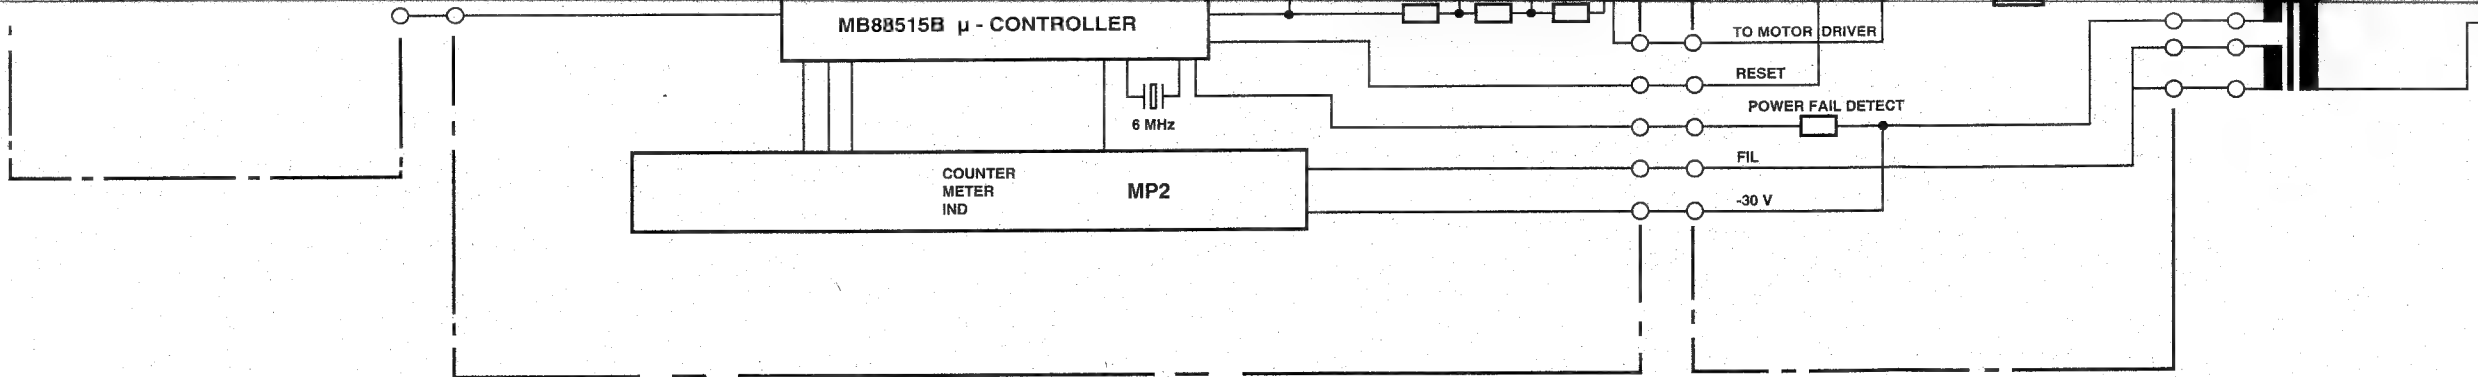 MB88515B µ - CONTROLLER
TO MOTOR DRIVER
RESET
POWER FAIL DETECT
6 MHz
FIL
COUNTER
METER
IND
MP2
-30 V